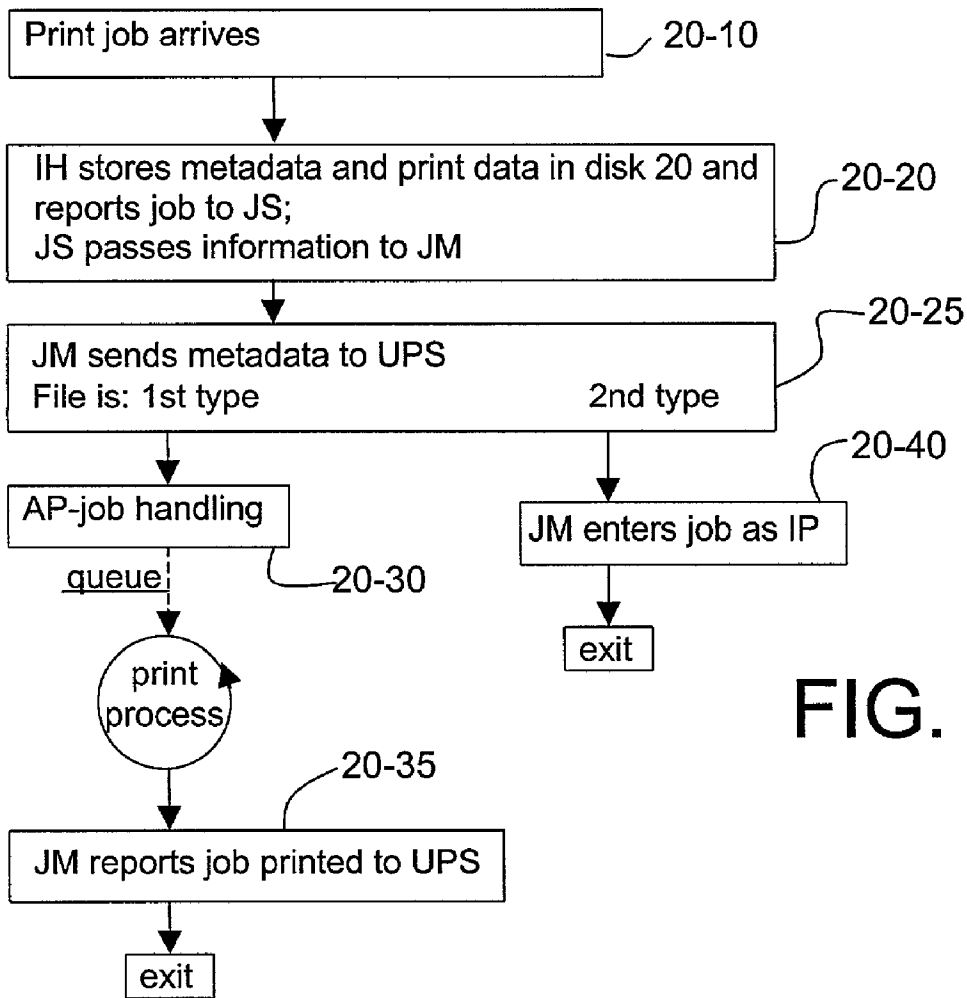 Print job arrives
20-10
IH stores metadata and print data in disk 20 and
reports job to JS;
JS passes information to JM
20-20
JM sends metadata to UPS
File is: 1st type 2nd type
20-25
AP-job handling
20-30
JM enters job as IP
20-40
queue
exit
print
process
FIG.
20-35
JM reports job printed to UPS
exit